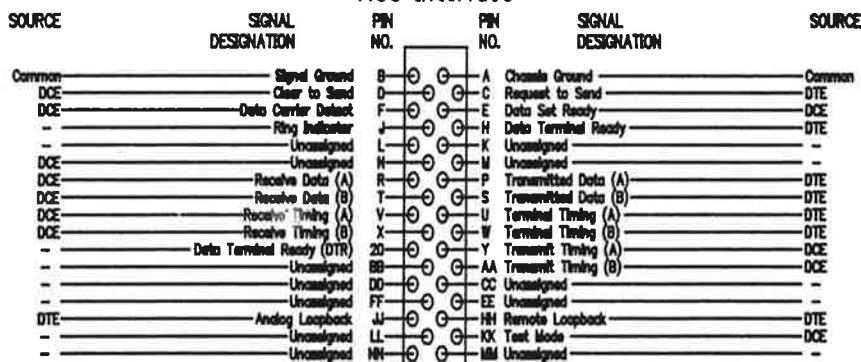 SOURCE SIGNAL DESIGNATION PIN NO. PIN NO. SIGNAL DESIGNATION SOURCE
Common Signal Ground B A Chassis Ground Common
DCE Clear to Send D C Request to Send DTE
DCE Data Carrier Detect F E Data Set Ready DCE
- Ring Indicator J H Data Terminal Ready DTE
- Unassigned L K Unassigned -
DCE Unassigned N M Unassigned -
DCE Receive Data (A) R P Transmitted Data (A) DTE
DCE Receive Data (B) T S Transmitted Data (B) DTE
DCE Receive Timing (A) V U Terminal Timing (A) DTE
DCE Receive Timing (B) X W Terminal Timing (B) DTE
- Data Terminal Ready (DTR) 20 Y Transmit Timing (A) DCE
- Unassigned BB AA Transmit Timing (B) DCE
- Unassigned DD CC Unassigned -
- Unassigned FF EE Unassigned -
DTE Analog Loopback JJ HH Remote Loopback DTE
- Unassigned LL KK Test Mode DCE
- Unassigned NN MM Unassigned -